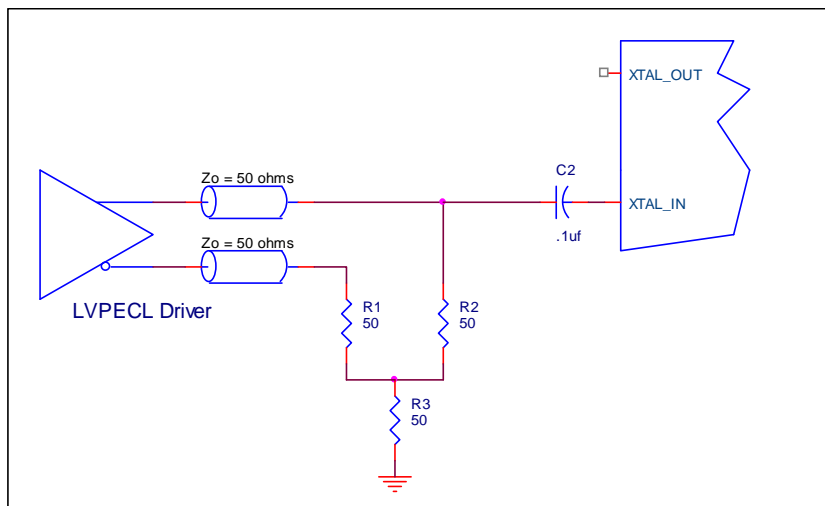 XTAL_OUT
Zo = 50 ohms
C2
XTAL_IN
.1uf
Zo = 50 ohms
LVPECL Driver
R1
50
R2
50
R3
50